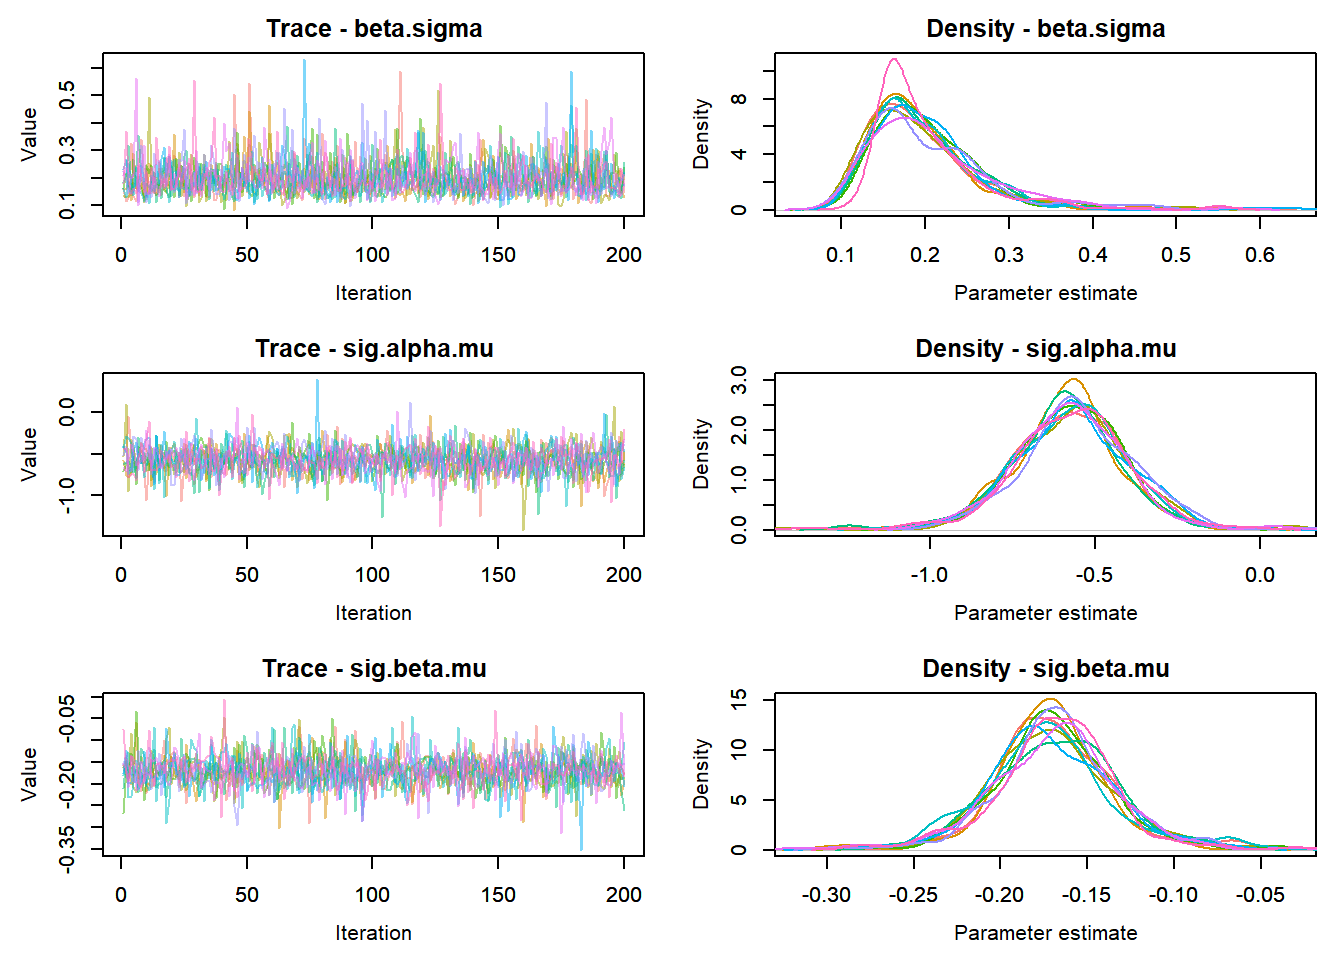 Trace - beta.sigma
Value
0.1 0.3 0.5
0 50 100 150 200
Iteration
Density - beta.sigma
Density
0 4 8
0.1 0.2 0.3 0.4 0.5 0.6
Parameter estimate
Trace - sig.alpha.mu
Value
-1.0 0.0
0 50 100 150 200
Iteration
Density - sig.alpha.mu
Density
0.0 1.0 2.0 3.0
-1.0 -0.5 0.0
Parameter estimate
Trace - sig.beta.mu
Value
-0.35 -0.20 -0.05
0 50 100 150 200
Iteration
Density - sig.beta.mu
Density
0 5 10 15
-0.30 -0.25 -0.20 -0.15 -0.10 -0.05
Parameter estimate